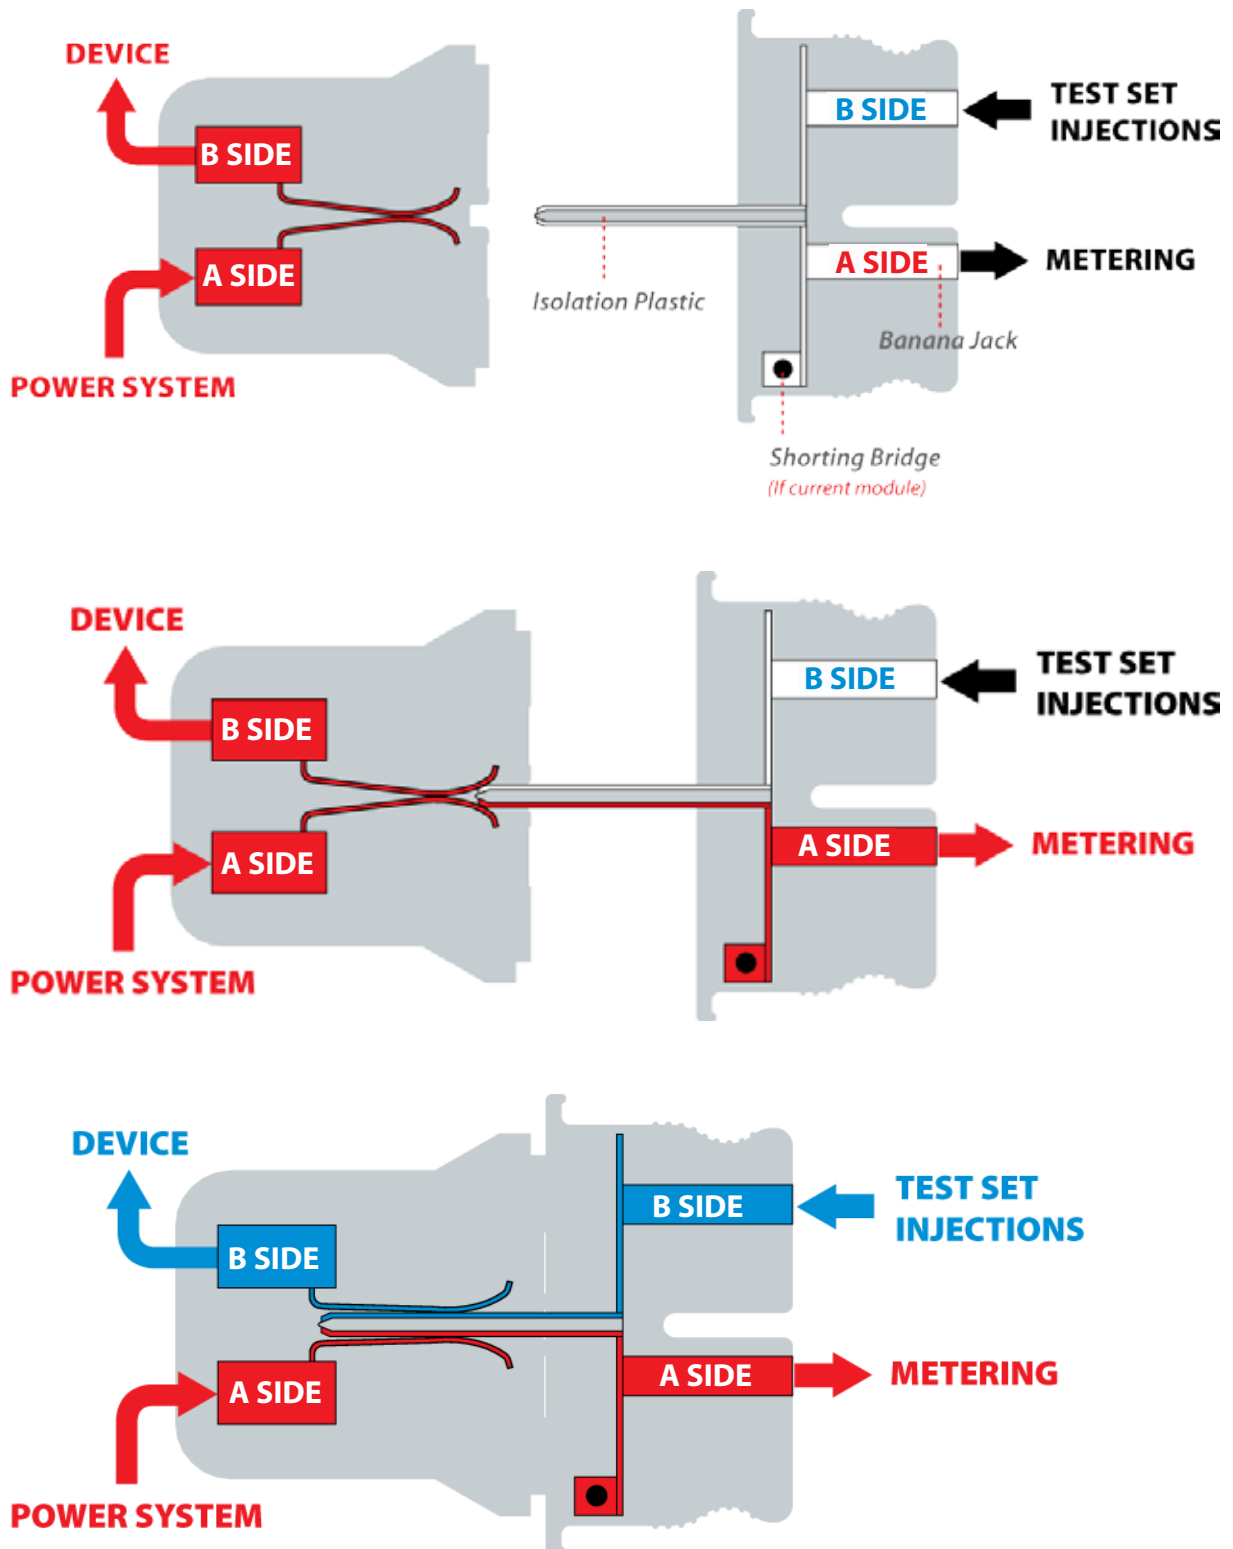 DEVICE
B SIDE
A SIDE
POWER SYSTEM
B SIDE
TEST SET
INJECTIONS
A SIDE
METERING
Isolation Plastic
Banana Jack
Shorting Bridge
(If current module)
DEVICE
B SIDE
A SIDE
POWER SYSTEM
B SIDE
TEST SET
INJECTIONS
A SIDE
METERING
DEVICE
B SIDE
A SIDE
POWER SYSTEM
B SIDE
TEST SET
INJECTIONS
A SIDE
METERING